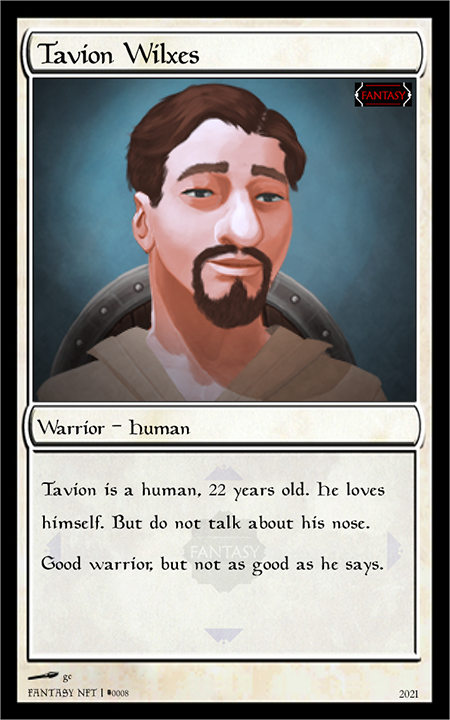 Tavion Wilxes
FANTASY
Warrior - human
Tavion is a human, 22 years old. He loves
himself. But do not talk about his nose.
FANTASY
Good warrior, but not as good as he says.
gc
FANTASY NFT | #0008
2021